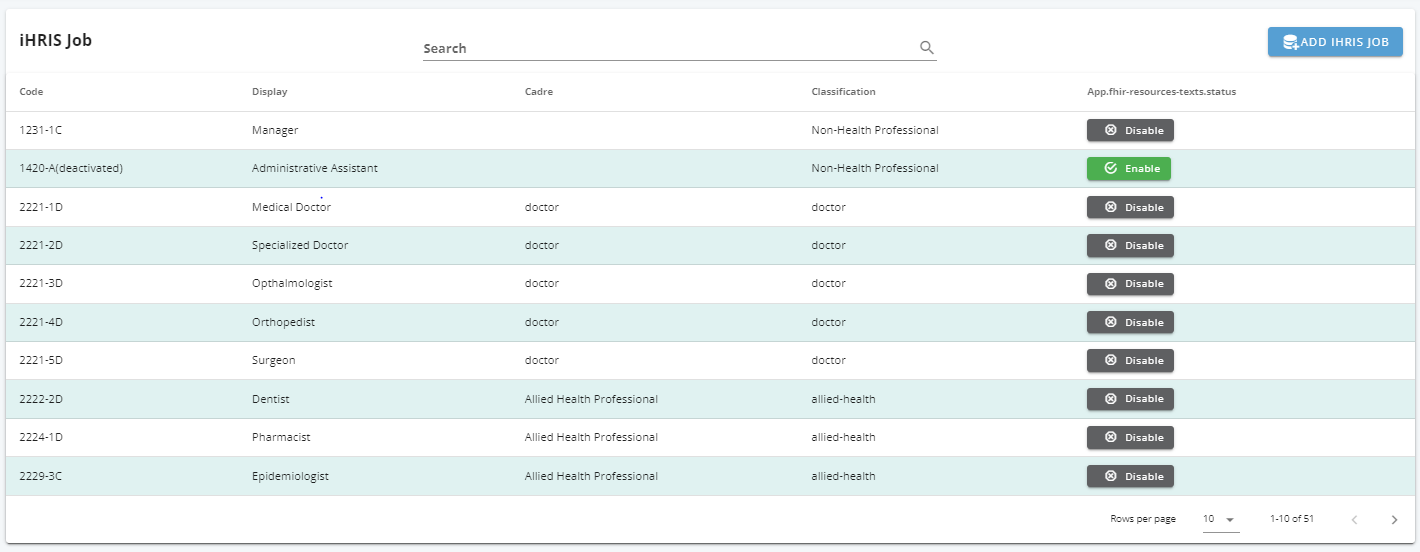 iHRIS Job
Search
ADD IHRIS JOB
Code Display Cadre Classification App.fhir-resources-texts.status
1231-1C Manager Non-Health Professional Disable
1420-A(deactivated) Administrative Assistant Non-Health Professional Enable
2221-1D Medical Doctor doctor doctor Disable
2221-2D Specialized Doctor doctor doctor Disable
2221-3D Opthalmologist doctor doctor Disable
2221-4D Orthopedist doctor doctor Disable
2221-5D Surgeon doctor doctor Disable
2222-2D Dentist Allied Health Professional allied-health Disable
2224-1D Pharmacist Allied Health Professional allied-health Disable
2229-3C Epidemiologist Allied Health Professional allied-health Disable
Rows per page 10 1-10 of 51